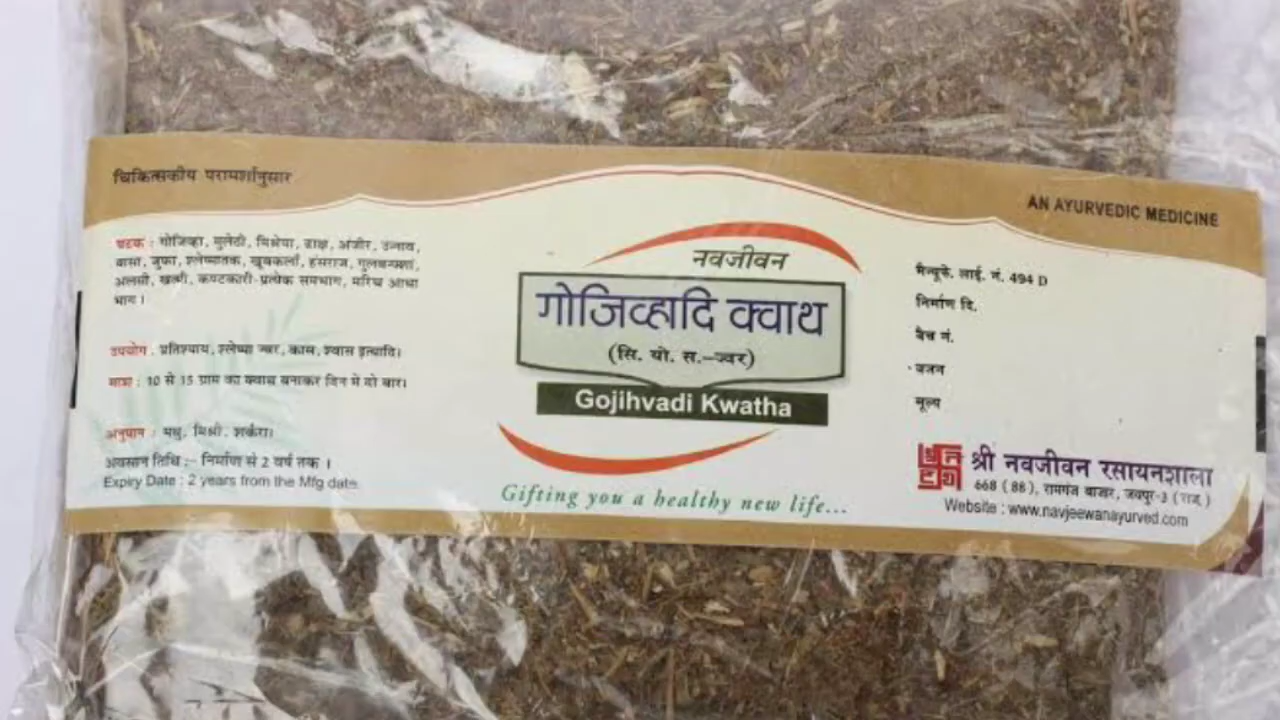 चिकित्सकीय परामर्शानुसार
AN AYURVEDIC MEDICINE
घटक : गोजिव्हा, मुलेठी, मिश्रेया, द्राक्ष, अंजीर, उन्नाव,
वासा, जुफा, श्लेष्मातक, खूबकलाँ, हंसराज, गुलबनफ्सा,
अलसी, खत्मी, कण्टकारी-प्रत्येक समभाग, मरिच आधा
भाग।
उपयोग : प्रतिश्याय, श्लेष्मा ज्वर, कास, श्वास इत्यादि।
मात्रा : 10 से 15 ग्राम का क्वाथ बनाकर दिन में दो बार।
अनुपान : मधु, मिश्री, शर्करा।
अवसान तिथि :– निर्माण से 2 वर्ष तक ।
Expiry Date : 2 years from the Mfg date.
नवजीवन
गोजिव्हादि क्वाथ
(सि. यो. स.–ज्वर)
Gojihvadi Kwatha
Gifting you a healthy new life...
मैन्यूफै. लाई. नं. 494 D
निर्माण दि.
बैच नं.
वजन
मूल्य
श्री नवजीवन रसायनशाला
668 ( 88 ), रामगंज बाजार, जयपुर-3 ( राज. )
Website : www.navjeewanayurved.com